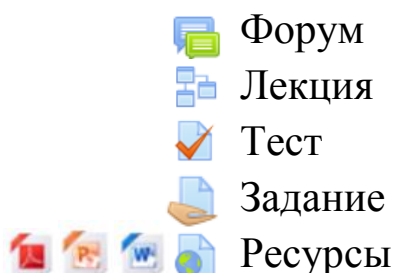 Форум
Лекция
Тест
Задание
Ресурсы